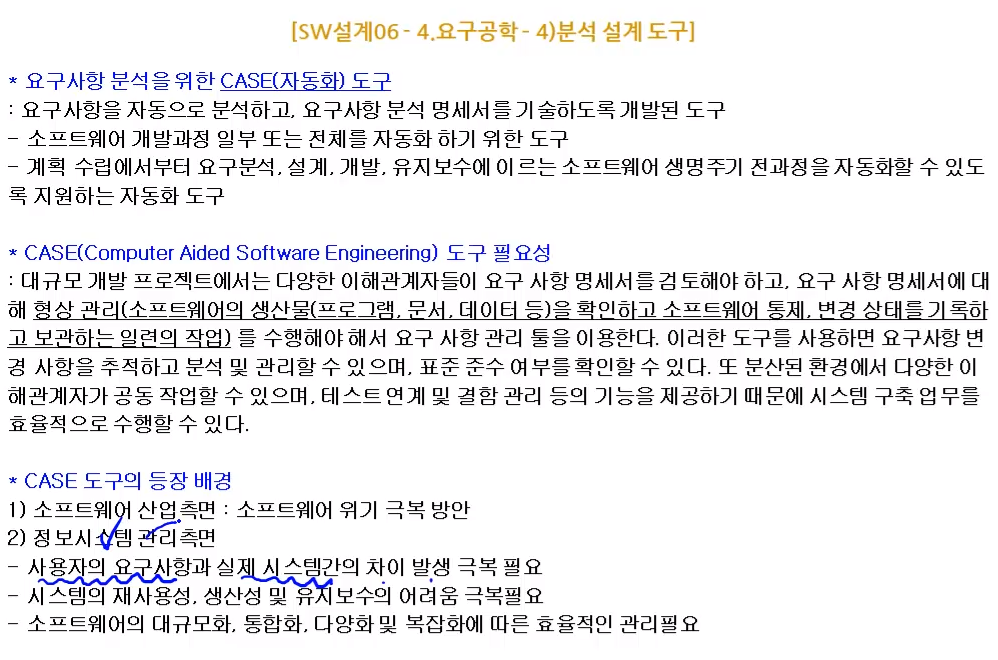 [SW설계06 - 4.요구공학 - 4)분석 설계 도구]
* 요구사항 분석을 위한 CASE(자동화) 도구
: 요구사항을 자동으로 분석하고, 요구사항 분석 명세서를 기술하도록 개발된 도구
- 소프트웨어 개발과정 일부 또는 전체를 자동화 하기 위한 도구
- 계획 수립에서부터 요구분석, 설계, 개발, 유지보수에 이르는 소프트웨어 생명주기 전과정을 자동화할 수 있도
록 지원하는 자동화 도구
* CASE(Computer Aided Software Engineering) 도구 필요성
: 대규모 개발 프로젝트에서는 다양한 이해관계자들이 요구 사항 명세서를 검토해야 하고, 요구 사항 명세서에 대
해 형상 관리(소프트웨어의 생산물(프로그램, 문서, 데이터 등)을 확인하고 소프트웨어 통제, 변경 상태를 기록하
고 보관하는 일련의 작업) 를 수행해야 해서 요구 사항 관리 툴을 이용한다. 이러한 도구를 사용하면 요구사항 변
경 사항을 추적하고 분석 및 관리할 수 있으며, 표준 준수 여부를 확인할 수 있다. 또 분산된 환경에서 다양한 이
해관계자가 공동 작업할 수 있으며, 테스트 연계 및 결함 관리 등의 기능을 제공하기 때문에 시스템 구축 업무를
효율적으로 수행할 수 있다.
* CASE 도구의 등장 배경
1) 소프트웨어 산업측면 : 소프트웨어 위기 극복 방안
2) 정보시스템 관리측면
- 사용자의 요구사항과 실제 시스템간의 차이 발생 극복 필요
- 시스템의 재사용성, 생산성 및 유지보수의 어려움 극복필요
- 소프트웨어의 대규모화, 통합화, 다양화 및 복잡화에 따른 효율적인 관리필요